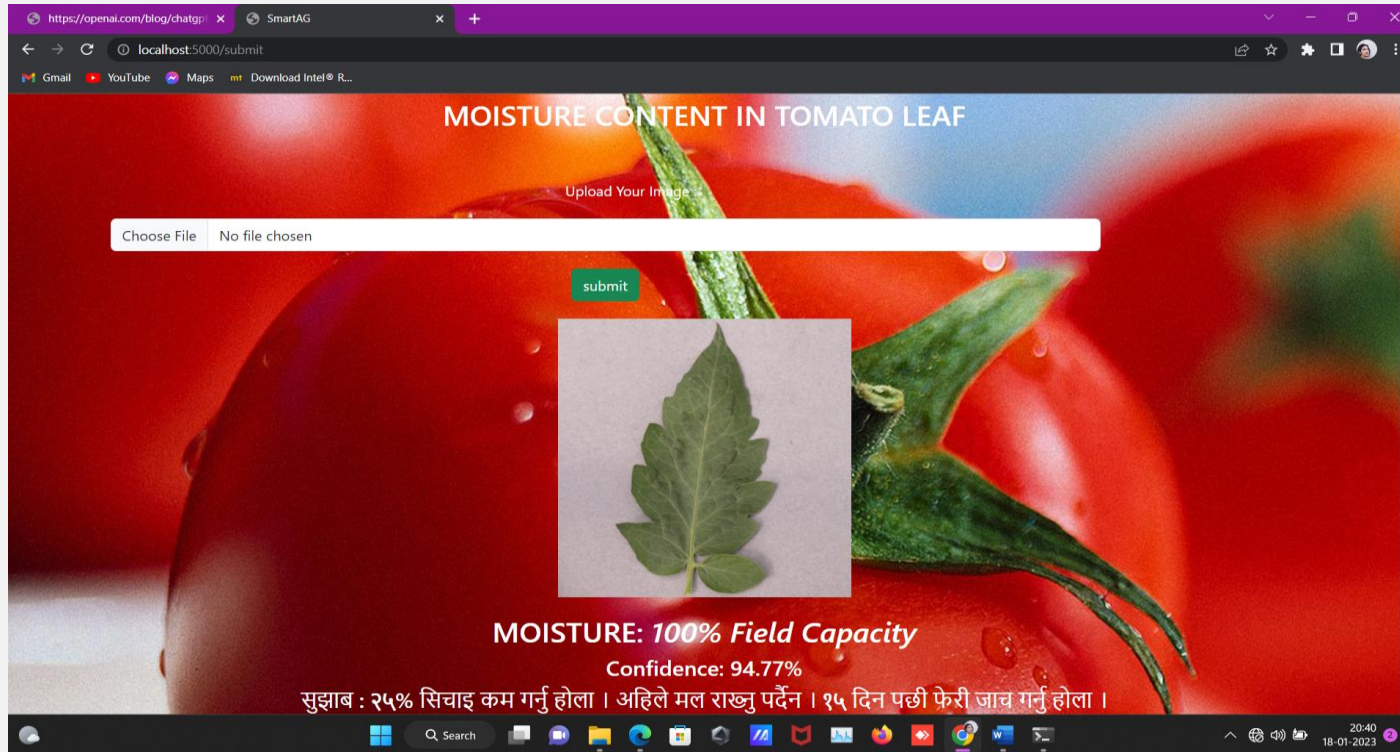 https://openai.com/blog/chatgpt
SmartAG
localhost:5000/submit
Gmail
YouTube
Maps
mt
Download Intel® R...
MOISTURE CONTENT IN TOMATO LEAF
Upload Your Image :
Choose File
No file chosen
submit
MOISTURE: 100% Field Capacity
Confidence: 94.77%
सुझाब : २५% सिचाइ कम गर्नु होला । अहिले मल राख्नु पर्दैन । १५ दिन पछी फेरी जाच गर्नु होला ।
Search
20:40
18-01-2023
2